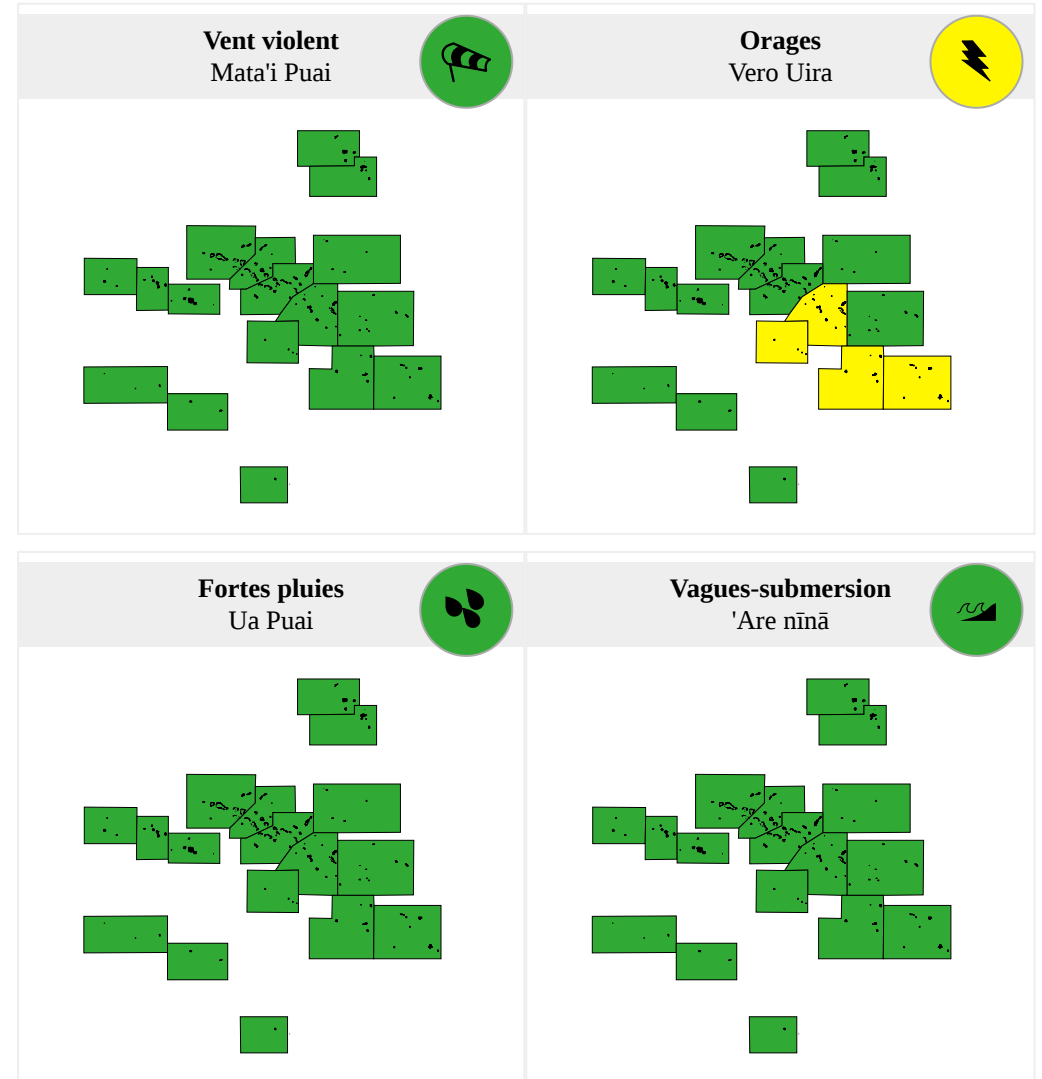 Vent violent
Mata'i Puai
Orages
Vero Uira
Fortes pluies
Ua Puai
Vagues-submersion
'Are nīnā